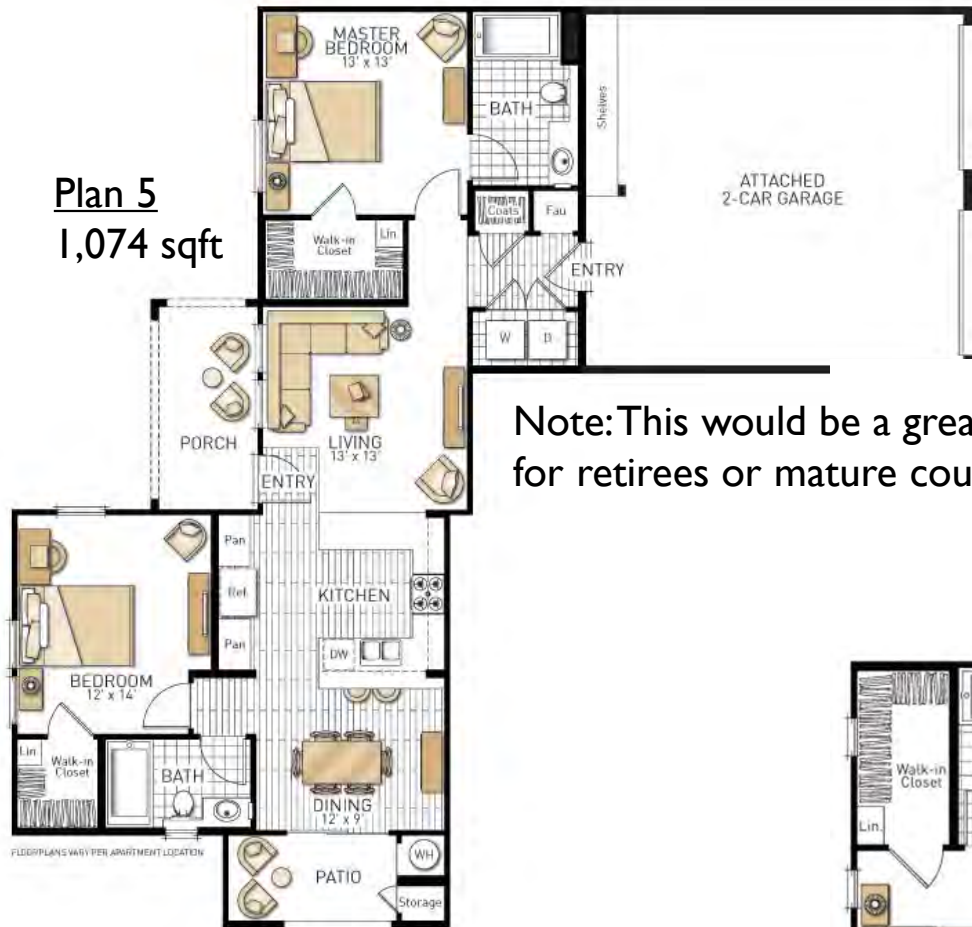 MASTER
BEDROOM
13' x 13'
BATH
Shelves
ATTACHED
2-CAR GARAGE
Plan 5
1,074 sqft
Coats
Fau
Walk-in
Closet
Lin
ENTRY
W
D
PORCH
LIVING
13' x 13'
ENTRY
Note: This would be a grea
for retirees or mature cou
Pan
Ref.
KITCHEN
Pan
DW
BEDROOM
12' x 14'
Lin
Walk-in
Closet
BATH
DINING
12' x 9'
FLOORPLANS VARY PER APARTMENT LOCATION
PATIO
WH
Storage
Walk-in
Closet
Lin.